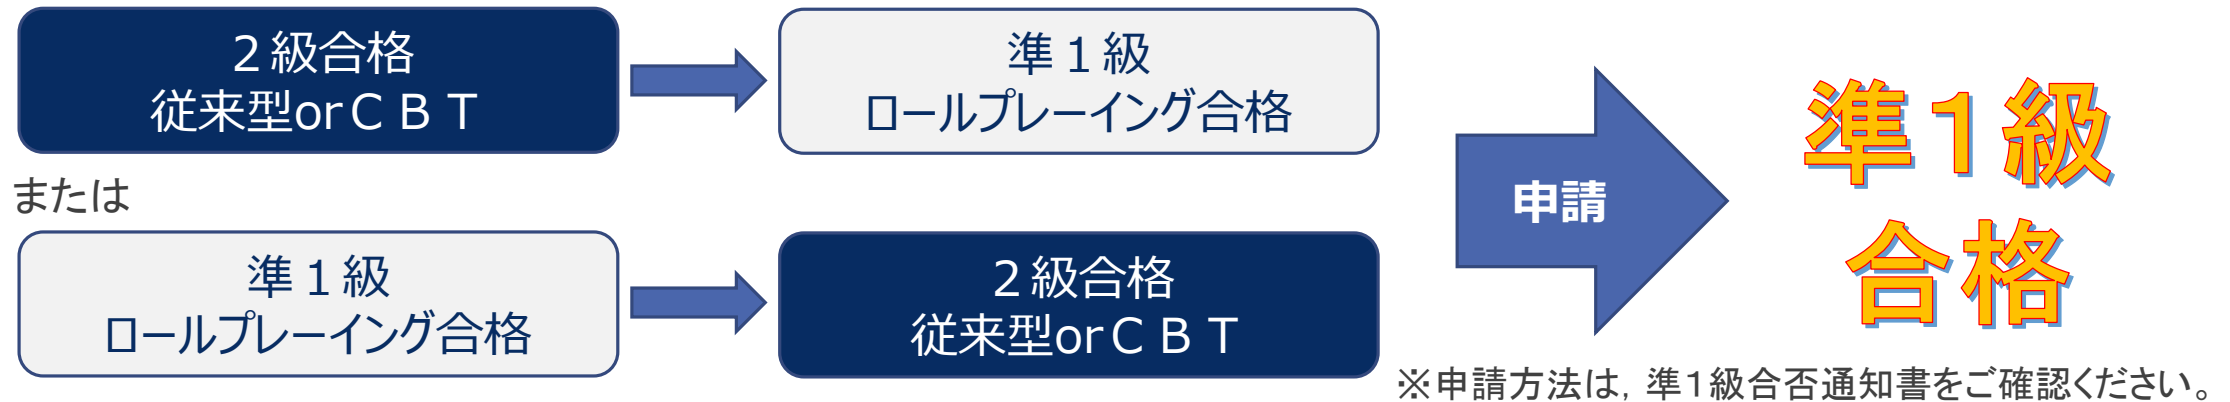 ２級合格
従来型orＣＢＴ
準１級
ロールプレーイング合格
または
準１級
ロールプレーイング合格
２級合格
従来型orＣＢＴ
申請
準１級
合格
※申請方法は，準１級合否通知書をご確認ください。